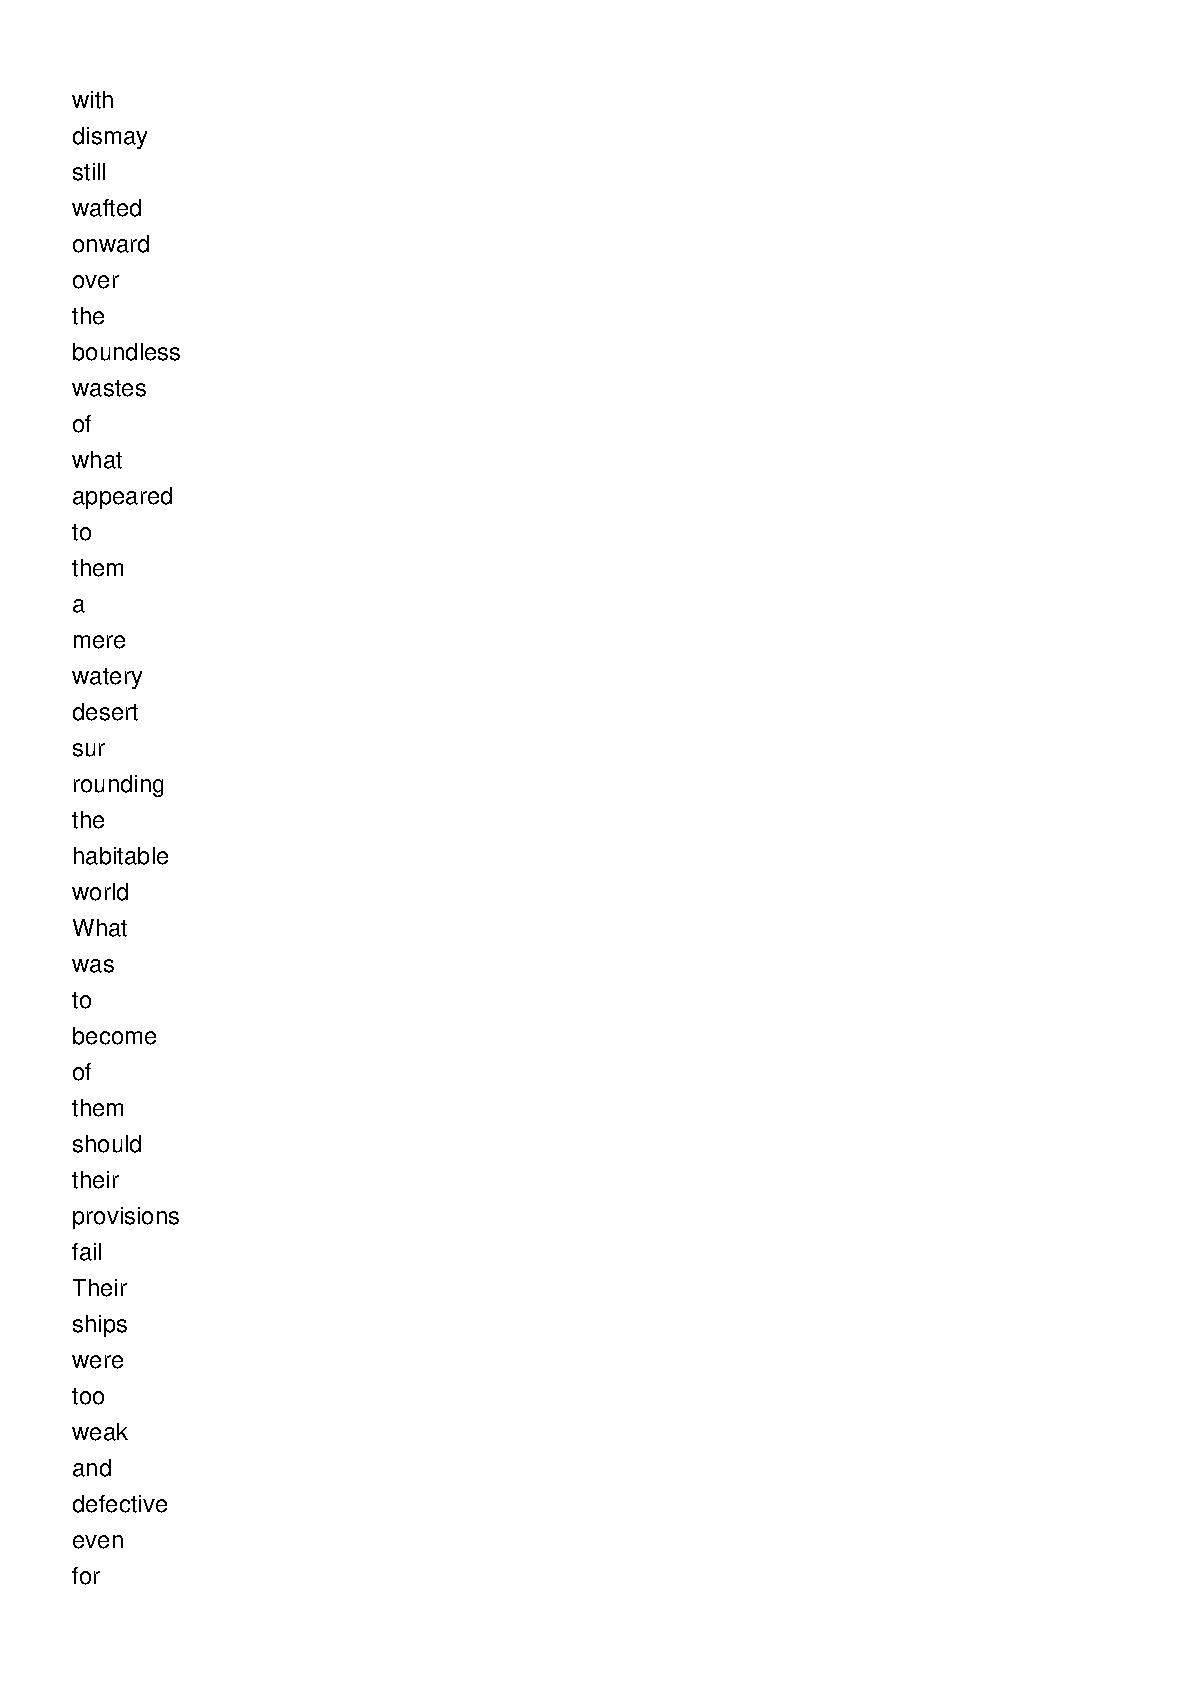 with
dismay
still
wafted
onward
over
the
boundless
wastes
of
what
appeared
to
them
a
mere
watery
desert
sur
rounding
the
habitable
world
What
was
to
become
of
them
should
their
provisions
fail
Their
ships
were
too
weak
and
defective
even
for